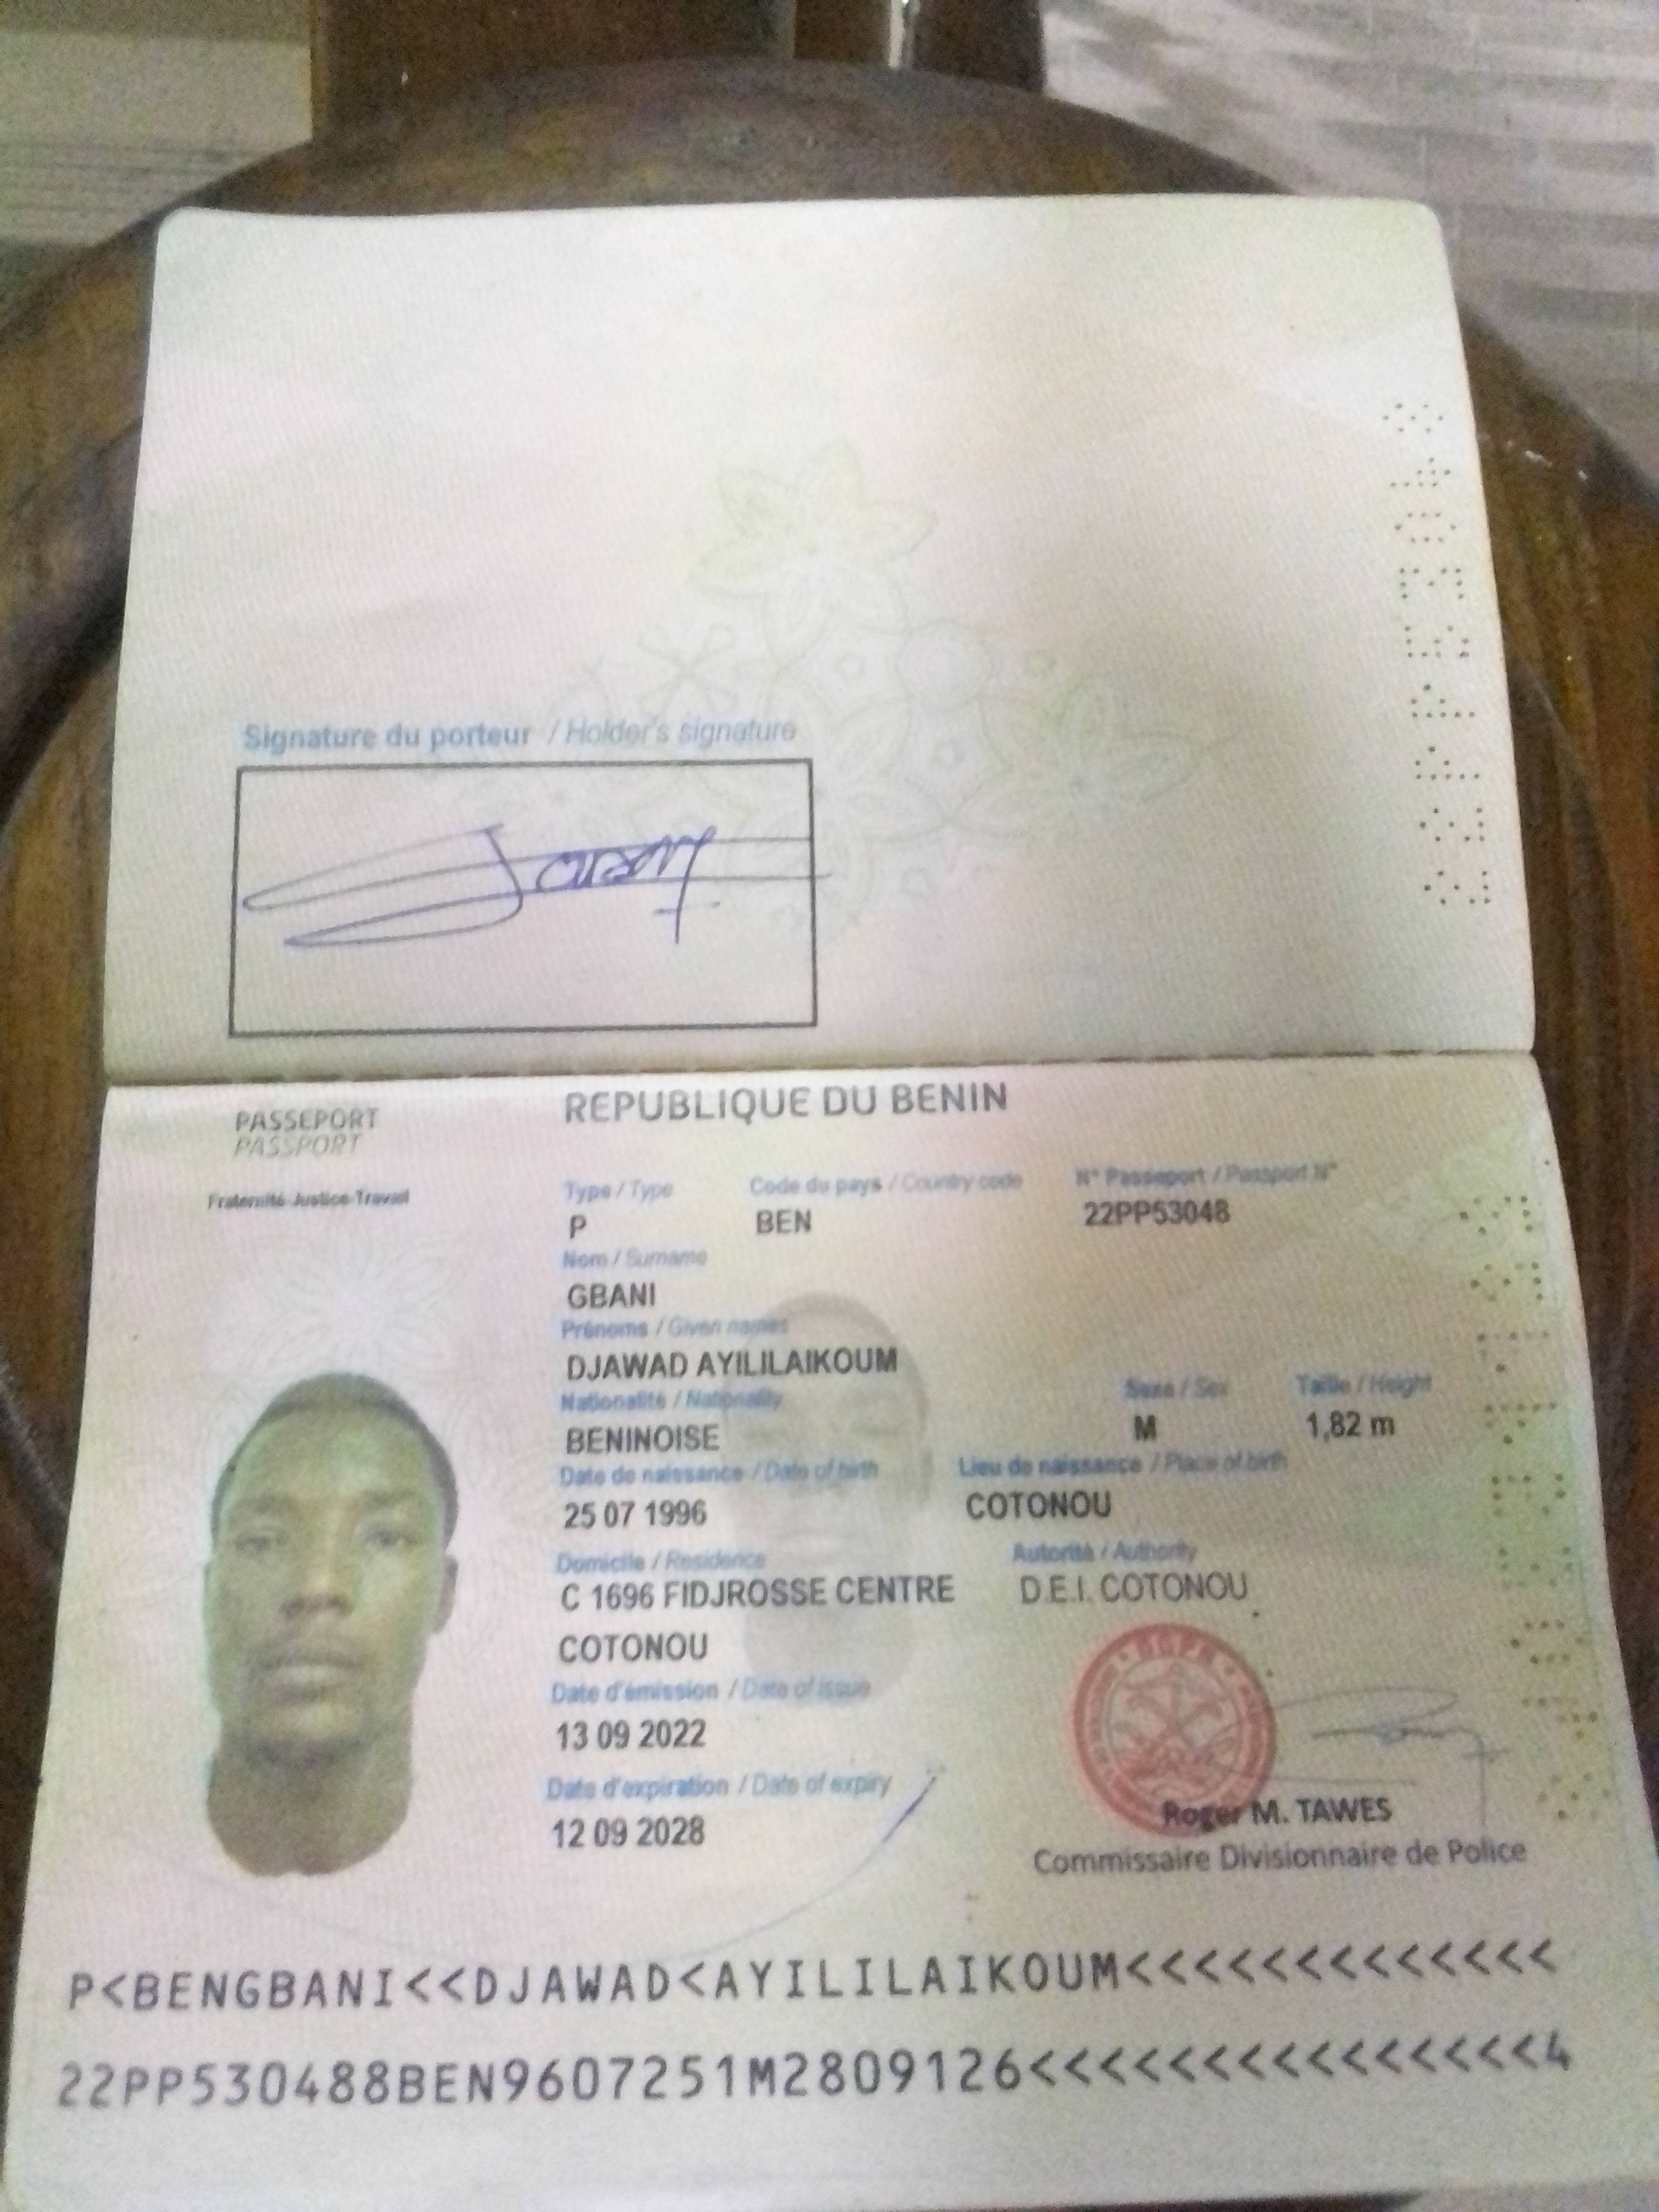 Signature du porteur / Holder's signature
PASSEPORT
PASSPORT
REPUBLIQUE DU BENIN
Fraternité-Justice-Travail
Type / Type Code du pays / Country code N° Passeport / Passport N°
P BEN 22PP53048
Nom / Surname
GBANI
Prénoms / Given names
DJAWAD AYILILAIKOUM
Nationalité / Nationality Sexe / Sex Taille / Height
BENINOISE M 1,82 m
Date de naissance / Date of birth Lieu de naissance / Place of birth
25 07 1996 COTONOU
Domicile / Residence Autorité / Authority
C 1696 FIDJROSSE CENTRE D.E.I. COTONOU
COTONOU
Date d'émission / Date of issue
13 09 2022
Date d'expiration / Date of expiry
12 09 2028
Roger M. TAWES
Commissaire Divisionnaire de Police
P<BENGBANI<<DJAWAD<AYILILAIKOUM<<<<<<<<<<<<<
22PP530488BEN9607251M2809126<<<<<<<<<<<<<<<4